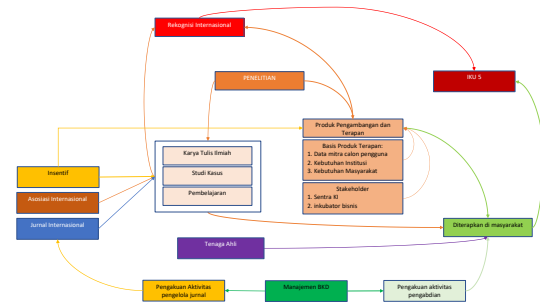 Rekognisi Internasional
PENELITIAN
IKU 5
Produk Pengambangan dan
Terapan
Basis Produk Terapan:
1. Data mitra calon pengguna
2. Kebutuhan Institusi
3. Kebutuhan Masyarakat
Stakeholder
1. Sentra KI
2. inkubator bisnis
Karya Tulis Ilmiah
Studi Kasus
Pembelajaran
Insentif
Asosiasi Internasional
Jurnal Internasional
Tenaga Ahli
Diterapkan di masyarakat
Pengakuan Aktivitas
pengelola jurnal
Manajemen BKD
Pengakuan aktivitas
pengabdian